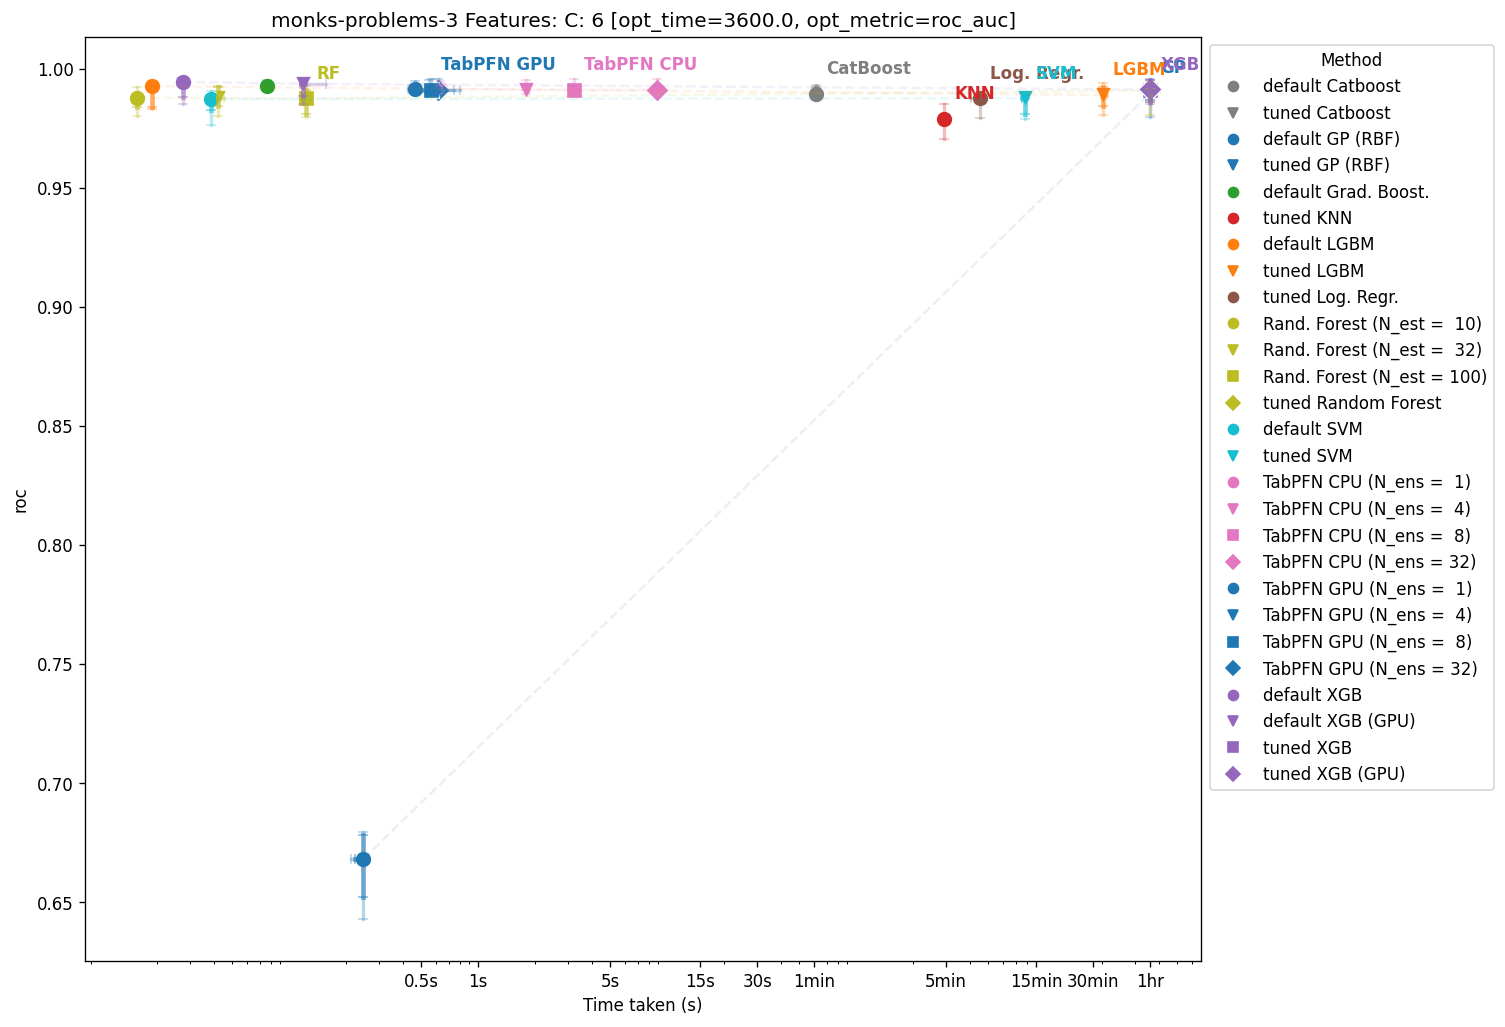 monks-problems-3 Features: C: 6 [opt_time=3600.0, opt_metric=roc_auc]
1.00
0.95
0.90
0.85
0.80
0.75
0.70
0.65
roc
RF
TabPFN GPU
TabPFN CPU
CatBoost
KNN
Log. Regr.
SVM
LGBM
GP
XGB
0.5s
1s
5s
15s
30s
1min
5min
15min
30min
1hr
Time taken (s)
Method
default Catboost
tuned Catboost
default GP (RBF)
tuned GP (RBF)
default Grad. Boost.
tuned KNN
default LGBM
tuned LGBM
tuned Log. Regr.
Rand. Forest (N_est =  10)
Rand. Forest (N_est =  32)
Rand. Forest (N_est = 100)
tuned Random Forest
default SVM
tuned SVM
TabPFN CPU (N_ens =  1)
TabPFN CPU (N_ens =  4)
TabPFN CPU (N_ens =  8)
TabPFN CPU (N_ens = 32)
TabPFN GPU (N_ens =  1)
TabPFN GPU (N_ens =  4)
TabPFN GPU (N_ens =  8)
TabPFN GPU (N_ens = 32)
default XGB
default XGB (GPU)
tuned XGB
tuned XGB (GPU)